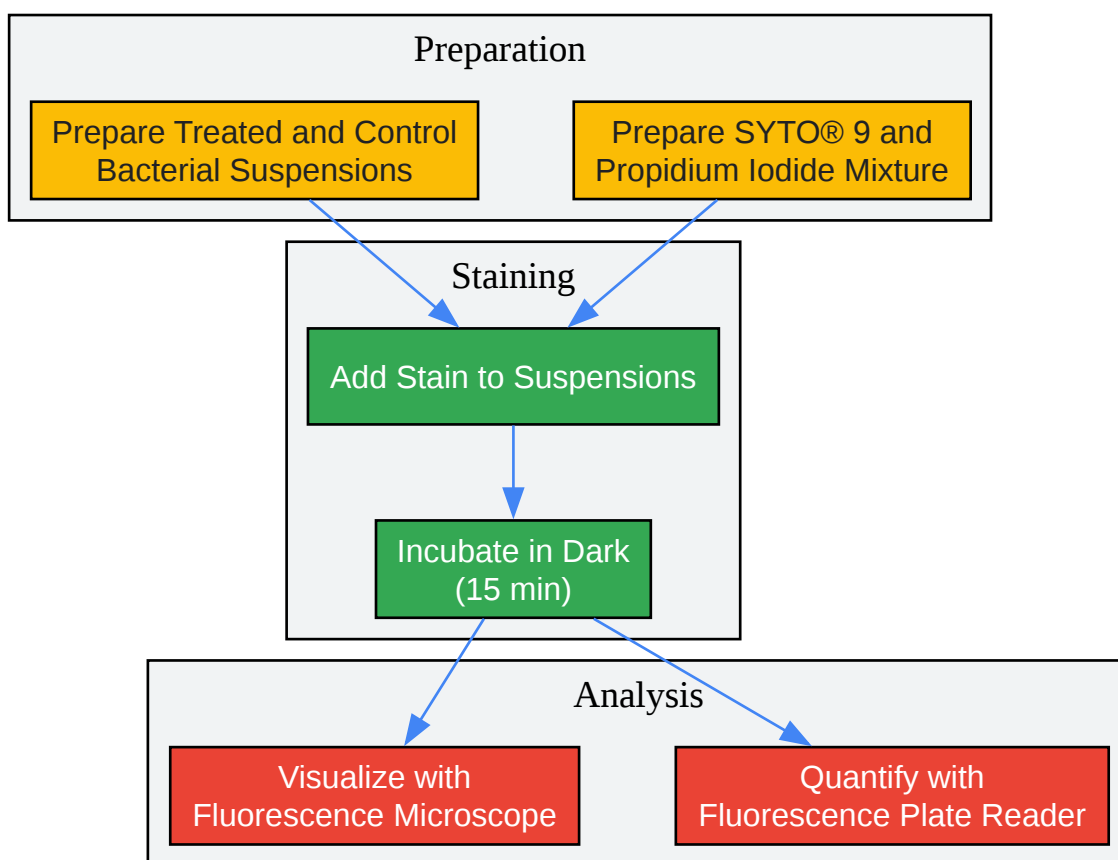 Preparation
Prepare Treated and Control
Bacterial Suspensions
Prepare SYTO® 9 and
Propidium Iodide Mixture
Staining
Add Stain to Suspensions
Incubate in Dark
(15 min)
Analysis
Visualize with
Fluorescence Microscope
Quantify with
Fluorescence Plate Reader